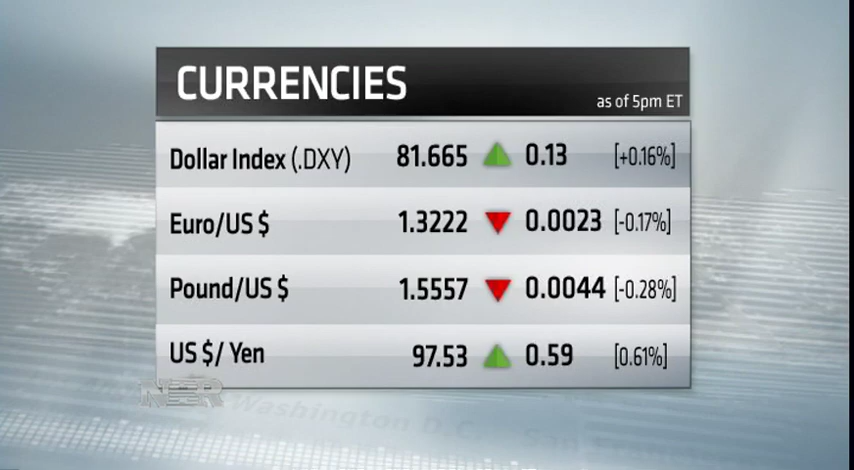 CURRENCIES
as of 5pm ET
Dollar Index (.DXY) 81.665 ▲ 0.13 [+0.16%]
Euro/US $ 1.3222 ▼ 0.0023 [-0.17%]
Pound/US $ 1.5557 ▼ 0.0044 [-0.28%]
US $/ Yen 97.53 ▲ 0.59 [0.61%]
Washington D.C.